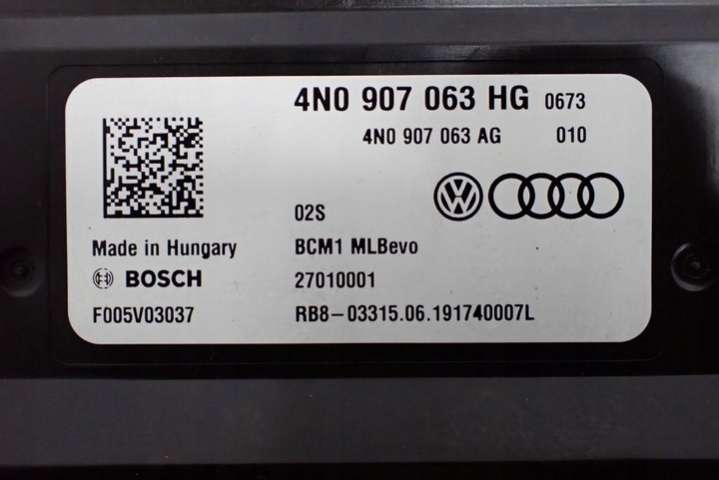 4N0 907 063 HG 0673
4N0 907 063 AG 010
02S
Made in Hungary BCM1 MLBevo
BOSCH 27010001
F005V03037 RB8-03315.06.191740007L